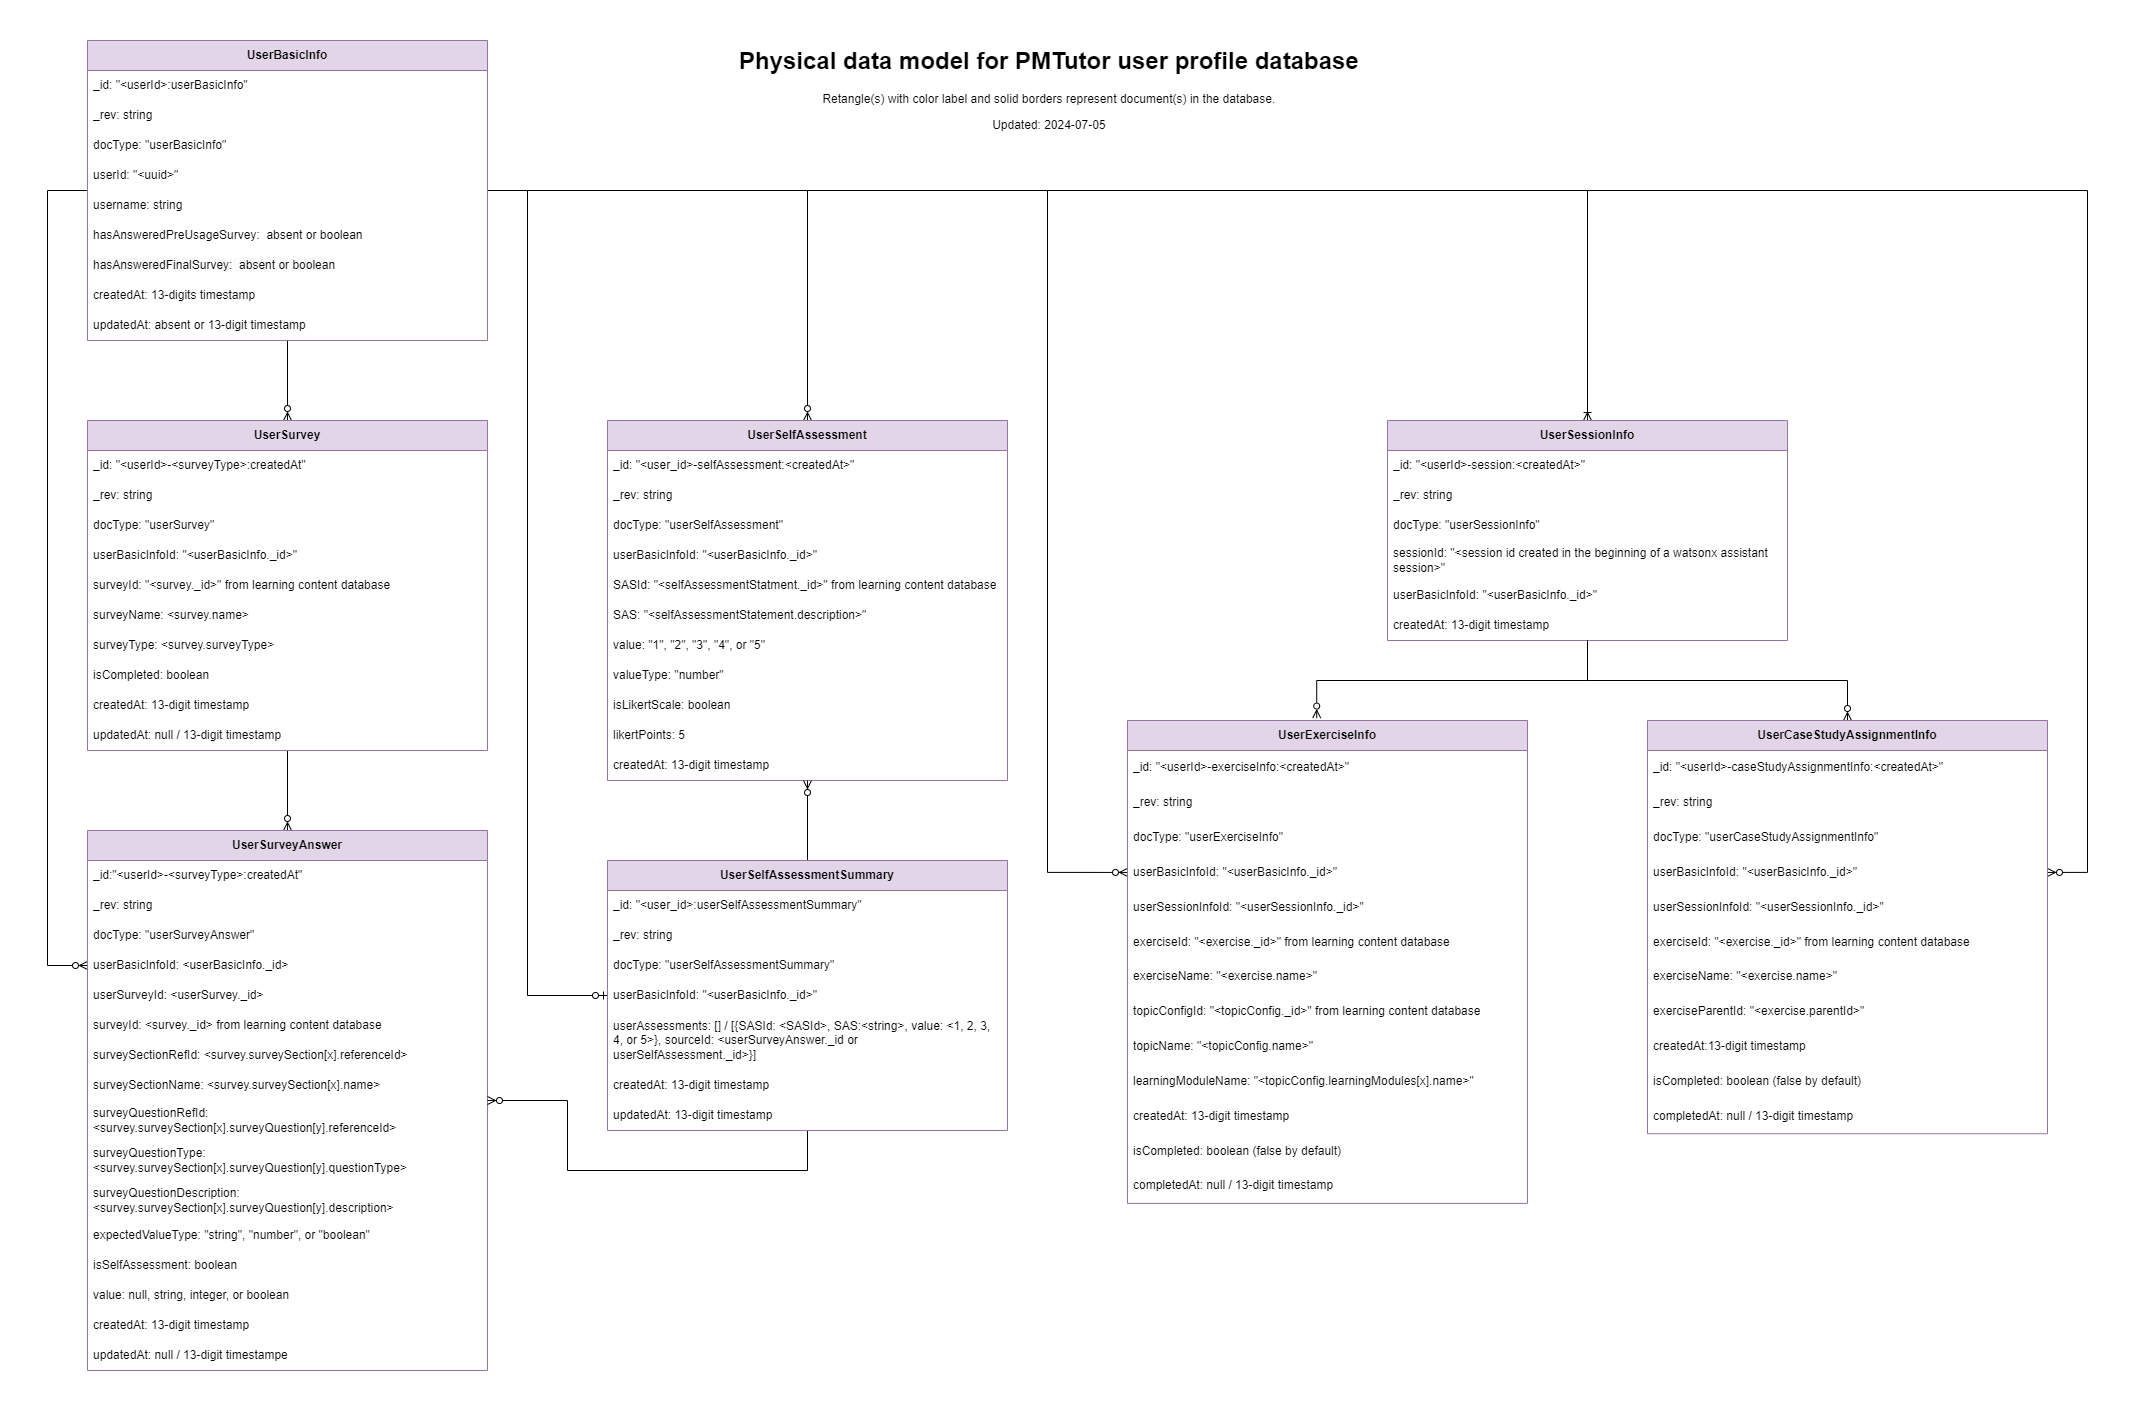 Physical data model for PMTutor user profile database
Retangle(s) with color label and solid borders represent document(s) in the database.
Updated: 2024-07-05
UserBasicInfo
_id: "<userId>:userBasicInfo"
_rev: string
docType: "userBasicInfo"
userId: "<uuid>"
username: string
hasAnsweredPreUsageSurvey:  absent or boolean
hasAnsweredFinalSurvey:  absent or boolean
createdAt: 13-digits timestamp
updatedAt: absent or 13-digit timestamp
UserSurvey
_id: "<userId>-<surveyType>:createdAt"
_rev: string
docType: "userSurvey"
userBasicInfoId: "<userBasicInfo._id>"
surveyId: "<survey._id>" from learning content database
surveyName: <survey.name>
surveyType: <survey.surveyType>
isCompleted: boolean
createdAt: 13-digit timestamp
updatedAt: null / 13-digit timestamp
UserSurveyAnswer
_id:"<userId>-<surveyType>:createdAt"
_rev: string
docType: "userSurveyAnswer"
userBasicInfoId: <userBasicInfo._id>
userSurveyId: <userSurvey._id>
surveyId: <survey._id> from learning content database
surveySectionRefId: <survey.surveySection[x].referenceId>
surveySectionName: <survey.surveySection[x].name>
surveyQuestionRefId:
<survey.surveySection[x].surveyQuestion[y].referenceId>
surveyQuestionType:
<survey.surveySection[x].surveyQuestion[y].questionType>
surveyQuestionDescription:
<survey.surveySection[x].surveyQuestion[y].description>
expectedValueType: "string", "number", or "boolean"
isSelfAssessment: boolean
value: null, string, integer, or boolean
createdAt: 13-digit timestamp
updatedAt: null / 13-digit timestampe
UserSelfAssessment
_id: "<user_id>-selfAssessment:<createdAt>"
_rev: string
docType: "userSelfAssessment"
userBasicInfoId: "<userBasicInfo._id>"
SASId: "<selfAssessmentStatment._id>" from learning content database
SAS: "<selfAssessmentStatement.description>"
value: "1", "2", "3", "4", or "5"
valueType: "number"
isLikertScale: boolean
likertPoints: 5
createdAt: 13-digit timestamp
UserSelfAssessmentSummary
_id: "<user_id>:userSelfAssessmentSummary"
_rev: string
docType: "userSelfAssessmentSummary"
userBasicInfoId: "<userBasicInfo._id>"
userAssessments: [] / [{SASId: <SASId>, SAS:<string>, value: <1, 2, 3,
4, or 5>}, sourceId: <userSurveyAnswer._id or
userSelfAssessment._id>}]
createdAt: 13-digit timestamp
updatedAt: 13-digit timestamp
UserSessionInfo
_id: "<userId>-session:<createdAt>"
_rev: string
docType: "userSessionInfo"
sessionId: "<session id created in the beginning of a watsonx assistant
session>"
userBasicInfoId: "<userBasicInfo._id>"
createdAt: 13-digit timestamp
UserExerciseInfo
_id: "<userId>-exerciseInfo:<createdAt>"
_rev: string
docType: "userExerciseInfo"
userBasicInfoId: "<userBasicInfo._id>"
userSessionInfoId: "<userSessionInfo._id>"
exerciseId: "<exercise._id>" from learning content database
exerciseName: "<exercise.name>"
topicConfigId: "<topicConfig._id>" from learning content database
topicName: "<topicConfig.name>"
learningModuleName: "<topicConfig.learningModules[x].name>"
createdAt: 13-digit timestamp
isCompleted: boolean (false by default)
completedAt: null / 13-digit timestamp
UserCaseStudyAssignmentInfo
_id: "<userId>-caseStudyAssignmentInfo:<createdAt>"
_rev: string
docType: "userCaseStudyAssignmentInfo"
userBasicInfoId: "<userBasicInfo._id>"
userSessionInfoId: "<userSessionInfo._id>"
exerciseId: "<exercise._id>" from learning content database
exerciseName: "<exercise.name>"
exerciseParentId: "<exercise.parentId>"
createdAt:13-digit timestamp
isCompleted: boolean (false by default)
completedAt: null / 13-digit timestamp